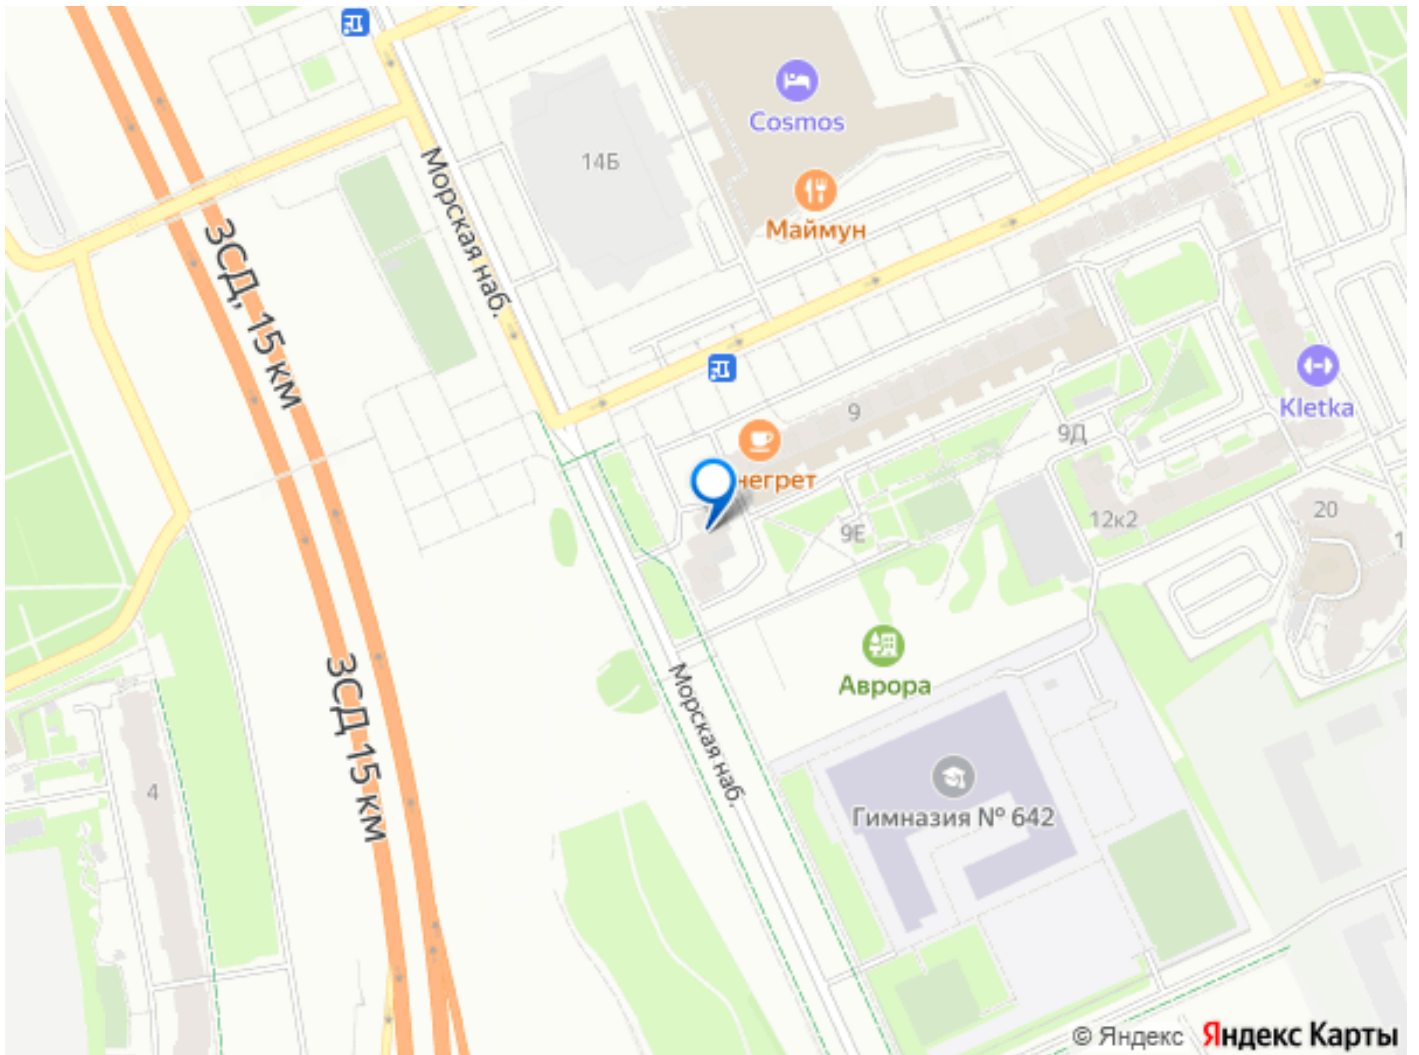 Cosmos
14Б
Морская наб.
Маймун
ЗСД, 15 км
Kletka
9
9Д
негрет
20
12к2
9Е
1
Аврора
ЗСД 15 км
Морская наб.
4
Гимназия № 642
© Яндекс Яндекс Карты